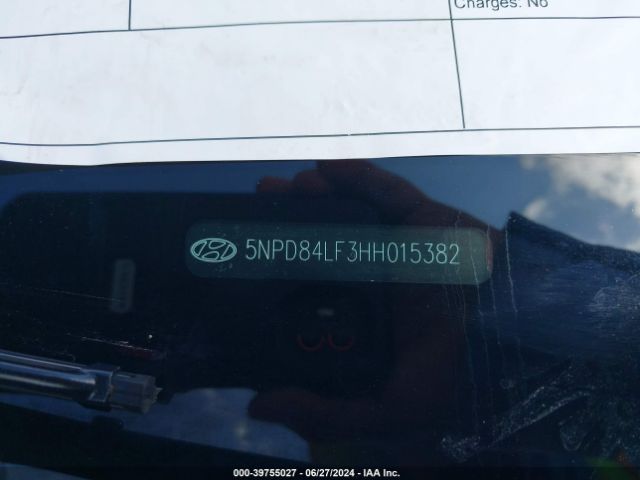 Charges: No
5NPD84LF3HH015382
000-39755027 - 06/27/2024 - IAA Inc.